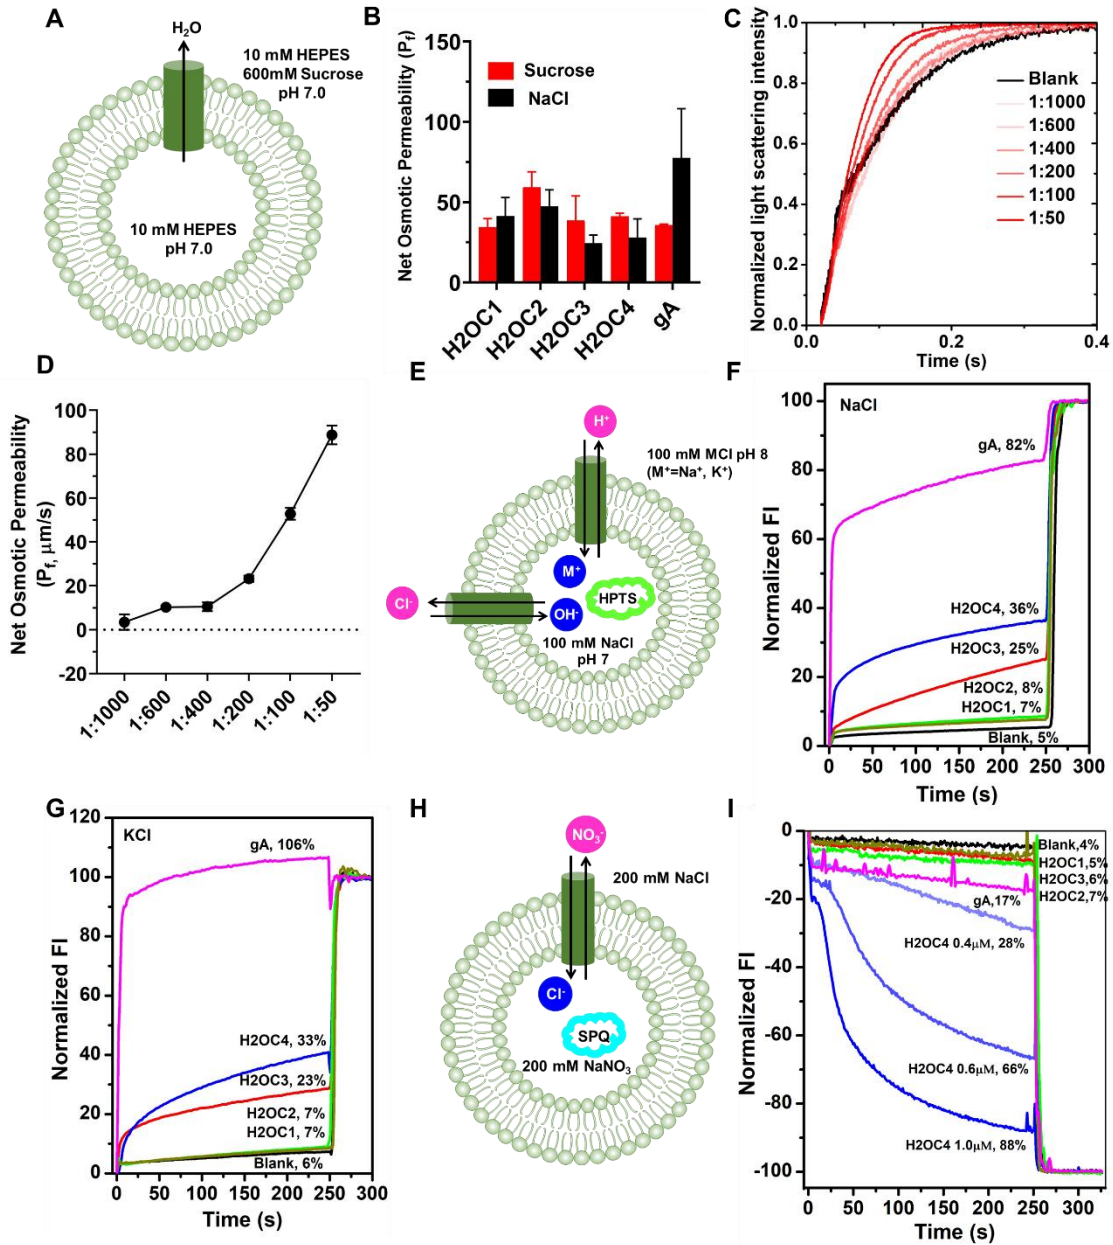 A
H₂O
10 mM HEPES
600mM Sucrose
pH 7.0
10 mM HEPES
pH 7.0
B
Net Osmotic Permeability (Pf)
150
100
50
0
Sucrose
NaCl
H2OC1
H2OC2
H2OC3
H2OC4
gA
C
Normalized light scattering intensity
1.0
0.8
0.6
0.4
0.2
0.0
Blank
1:1000
1:600
1:400
1:200
1:100
1:50
0.0
0.2
0.4
Time (s)
D
Net Osmotic Permeability
(Pf, μm/s)
100
80
60
40
20
0
-20
1:1000
1:600
1:400
1:200
1:100
1:50
E
H⁺
100 mM MCl pH 8
(M⁺=Na⁺, K⁺)
M⁺
HPTS
Cl⁻
OH⁻
100 mM NaCl
pH 7
F
Normalized FI
100
80
60
40
20
0
NaCl
gA, 82%
H2OC4, 36%
H2OC3, 25%
H2OC2, 8%
H2OC1, 7%
Blank, 5%
0 50 100 150 200 250 300
Time (s)
G
Normalized FI
120
100
80
60
40
20
0
KCl
gA, 106%
H2OC4, 33%
H2OC3, 23%
H2OC2, 7%
H2OC1, 7%
Blank, 6%
0 50 100 150 200 250 300
Time (s)
H
NO₃⁻
200 mM NaCl
Cl⁻
SPQ
200 mM NaNO₃
I
Normalized FI
0
-20
-40
-60
-80
-100
Blank,4%
H2OC1,5%
H2OC3,6%
H2OC2,7%
gA,17%
H2OC4 0.4μM, 28%
H2OC4 0.6μM, 66%
H2OC4 1.0μM, 88%
0 50 100 150 200 250 300
Time (s)